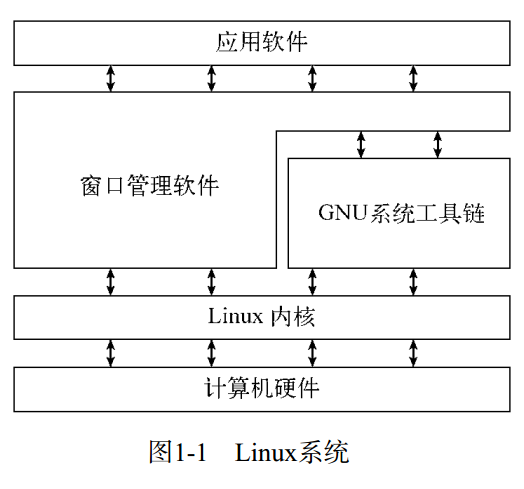 应用软件
窗口管理软件
GNU系统工具链
Linux 内核
计算机硬件
图1-1 Linux系统